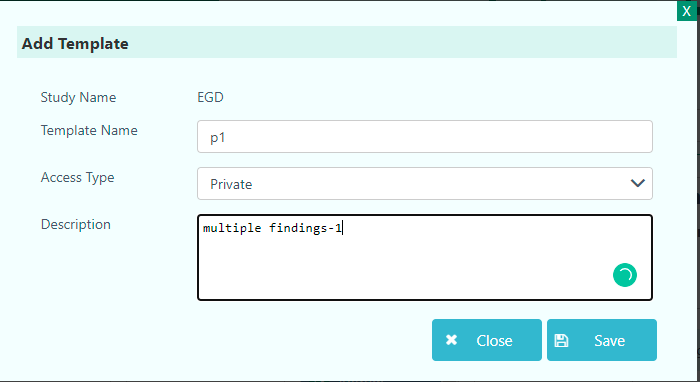 X
Add Template
Study Name EGD
Template Name p1
Access Type Private
Description multiple findings-1
Close Save